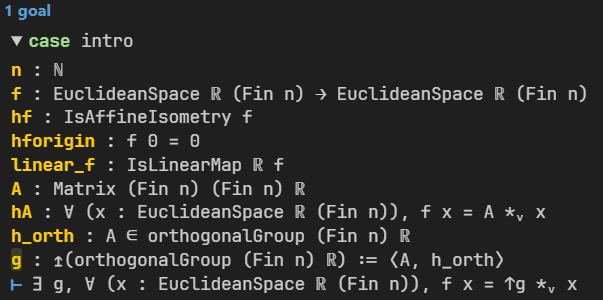 1 goal
▼ case intro
n : ℕ
f : EuclideanSpace ℝ (Fin n) → EuclideanSpace ℝ (Fin n)
hf : IsAffineIsometry f
hforigin : f 0 = 0
linear_f : IsLinearMap ℝ f
A : Matrix (Fin n) (Fin n) ℝ
hA : ∀ (x : EuclideanSpace ℝ (Fin n)), f x = A *ᵥ x
h_orth : A ∈ orthogonalGroup (Fin n) ℝ
g : ↥(orthogonalGroup (Fin n) ℝ) := ⟨A, h_orth⟩
⊢ ∃ g, ∀ (x : EuclideanSpace ℝ (Fin n)), f x = ↑g *ᵥ x